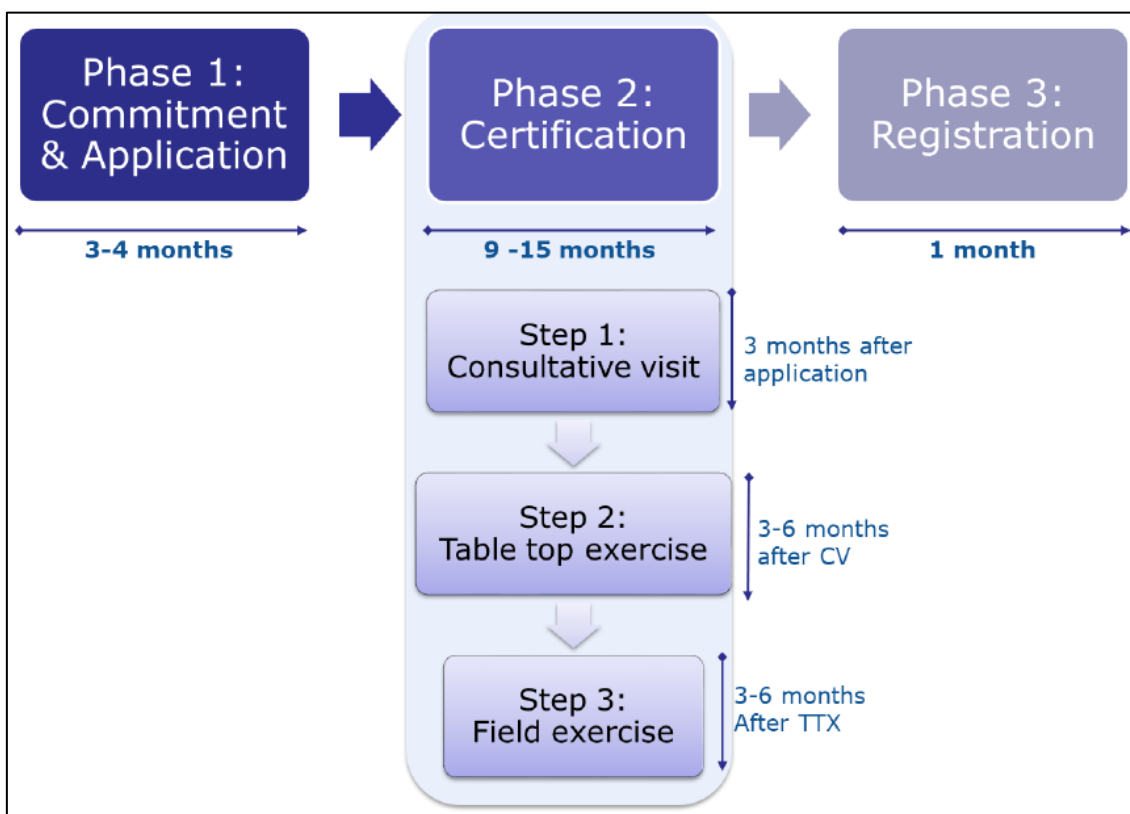 Phase 1:
Commitment
& Application
Phase 2:
Certification
Phase 3:
Registration
3-4 months
9 -15 months
1 month
Step 1:
Consultative visit
3 months after
application
Step 2:
Table top exercise
3-6 months
after CV
Step 3:
Field exercise
3-6 months
After TTX